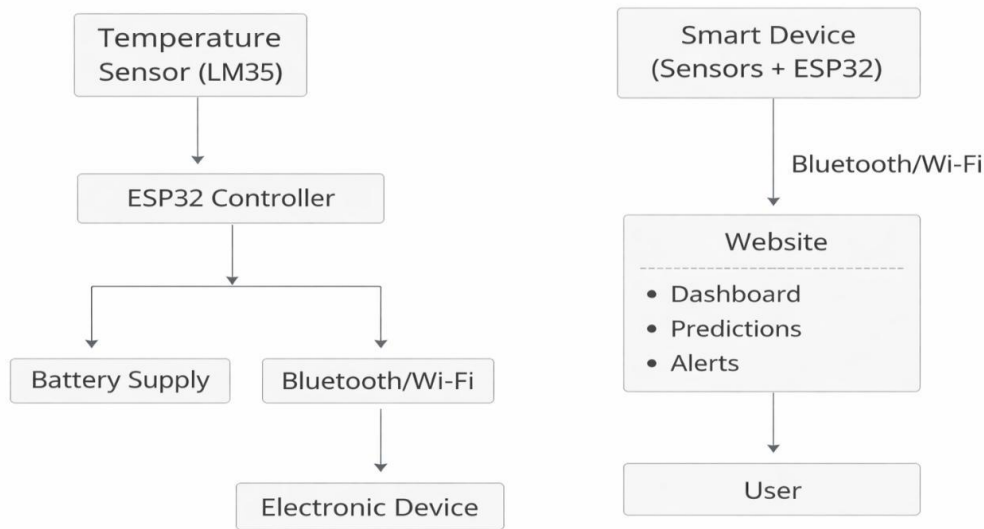 Temperature
Sensor (LM35)
ESP32 Controller
Battery Supply
Bluetooth/Wi-Fi
Electronic Device
Smart Device
(Sensors + ESP32)
Bluetooth/Wi-Fi
Website
• Dashboard
• Predictions
• Alerts
User